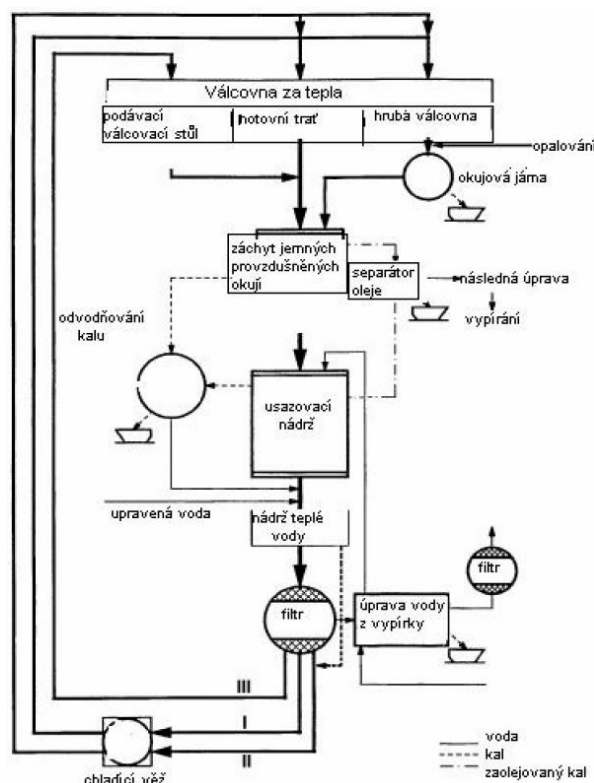 Válcovna za tepla
podávací
válcovací stůl
hotovní trať
hrubá válcovna
opalování
okujová jáma
záchyt jemných
provzdušněných
okují
separátor
oleje
následná úprava
vypírání
odvodňování
kalu
usazovací
nádrž
upravená voda
nádrž teplé
vody
filtr
filtr
úprava vody
z vypírky
III
I
II
chladící věž
voda
kal
zaolejovaný kal